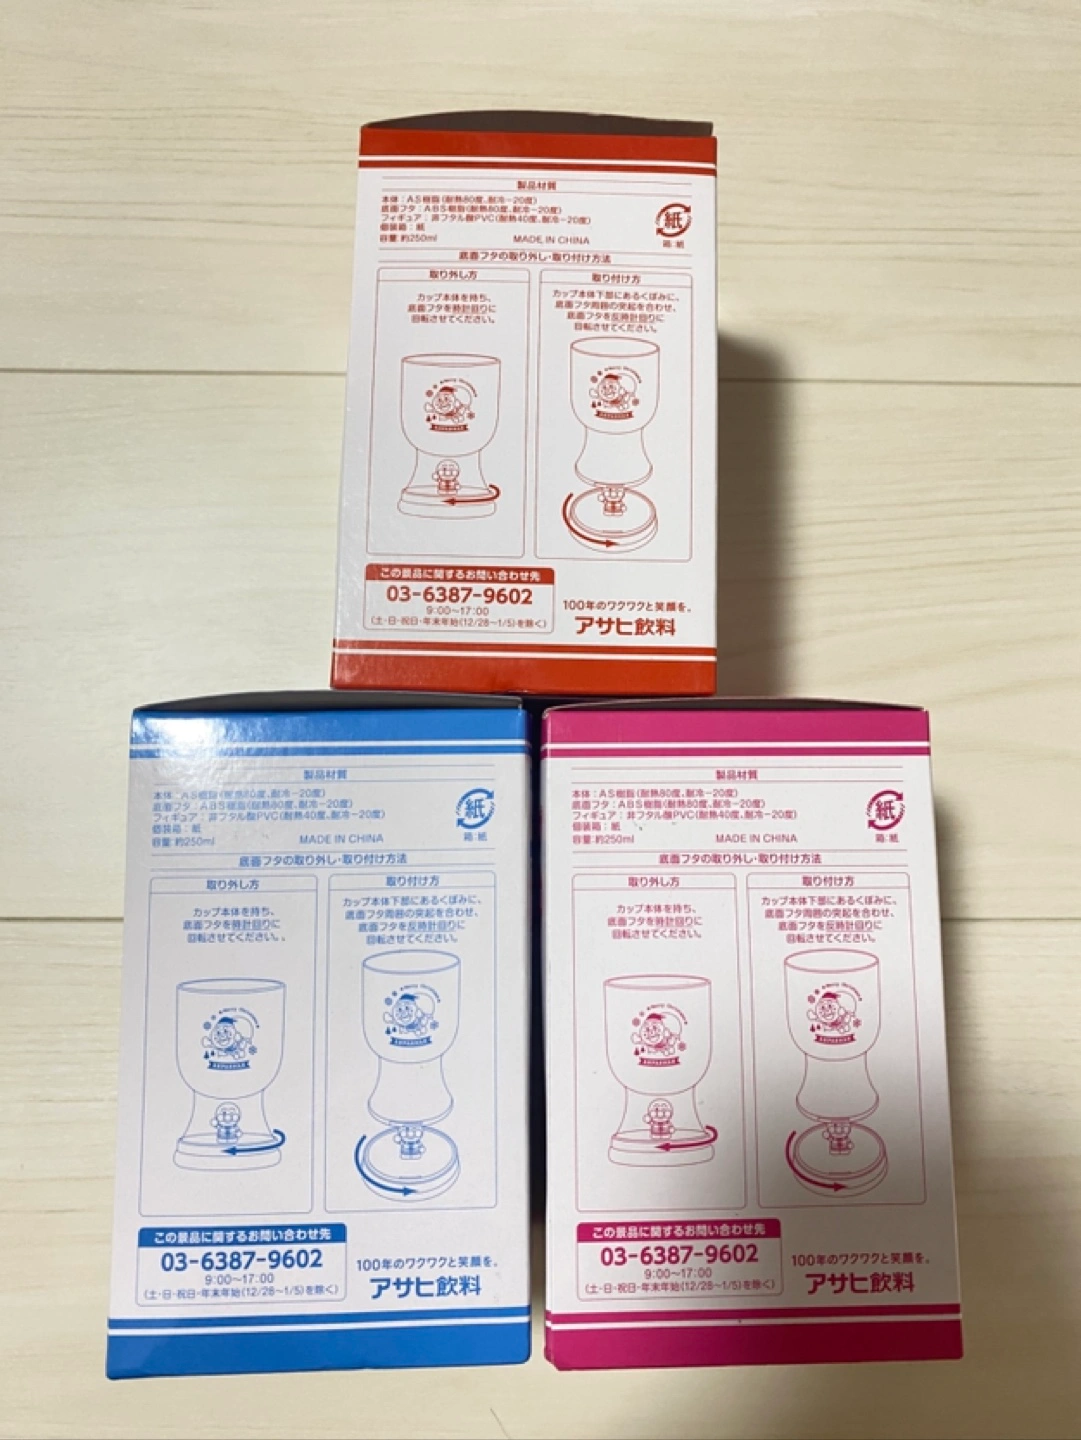 製品材質
本体：AS樹脂(耐熱80度、耐冷−20度)
底面フタ：ABS樹脂(耐熱80度、耐冷−20度)
フィギュア：非フタル酸PVC(耐熱40度、耐冷−20度)
個装箱：紙
容量:約250ml MADE IN CHINA
紙
箱：紙
底面フタの取り外し・取り付け方法
取り外し方
カップ本体を持ち、
底面フタを時計回りに
回転させてください。
取り付け方
カップ本体下部にあるくぼみに、
底面フタ周囲の突起を合わせ、
底面フタを反時計回りに
回転させてください。
この景品に関するお問い合わせ先
03-6387-9602
9:00〜17:00
(土・日・祝日・年末年始(12/28〜1/5)を除く)
100年のワクワクと笑顔を。
アサヒ飲料
製品材質
本体：AS樹脂(耐熱80度、耐冷−20度)
底面フタ：ABS樹脂(耐熱80度、耐冷−20度)
フィギュア：非フタル酸PVC(耐熱40度、耐冷−20度)
個装箱：紙
容量:約250ml MADE IN CHINA
紙
箱：紙
底面フタの取り外し・取り付け方法
取り外し方
カップ本体を持ち、
底面フタを時計回りに
回転させてください。
取り付け方
カップ本体下部にあるくぼみに、
底面フタ周囲の突起を合わせ、
底面フタを反時計回りに
回転させてください。
この景品に関するお問い合わせ先
03-6387-9602
9:00〜17:00
(土・日・祝日・年末年始(12/28〜1/5)を除く)
100年のワクワクと笑顔を。
アサヒ飲料
製品材質
本体：AS樹脂(耐熱80度、耐冷−20度)
底面フタ：ABS樹脂(耐熱80度、耐冷−20度)
フィギュア：非フタル酸PVC(耐熱40度、耐冷−20度)
個装箱：紙
容量:約250ml MADE IN CHINA
紙
箱：紙
底面フタの取り外し・取り付け方法
取り外し方
カップ本体を持ち、
底面フタを時計回りに
回転させてください。
取り付け方
カップ本体下部にあるくぼみに、
底面フタ周囲の突起を合わせ、
底面フタを反時計回りに
回転させてください。
この景品に関するお問い合わせ先
03-6387-9602
9:00〜17:00
(土・日・祝日・年末年始(12/28〜1/5)を除く)
100年のワクワクと笑顔を。
アサヒ飲料